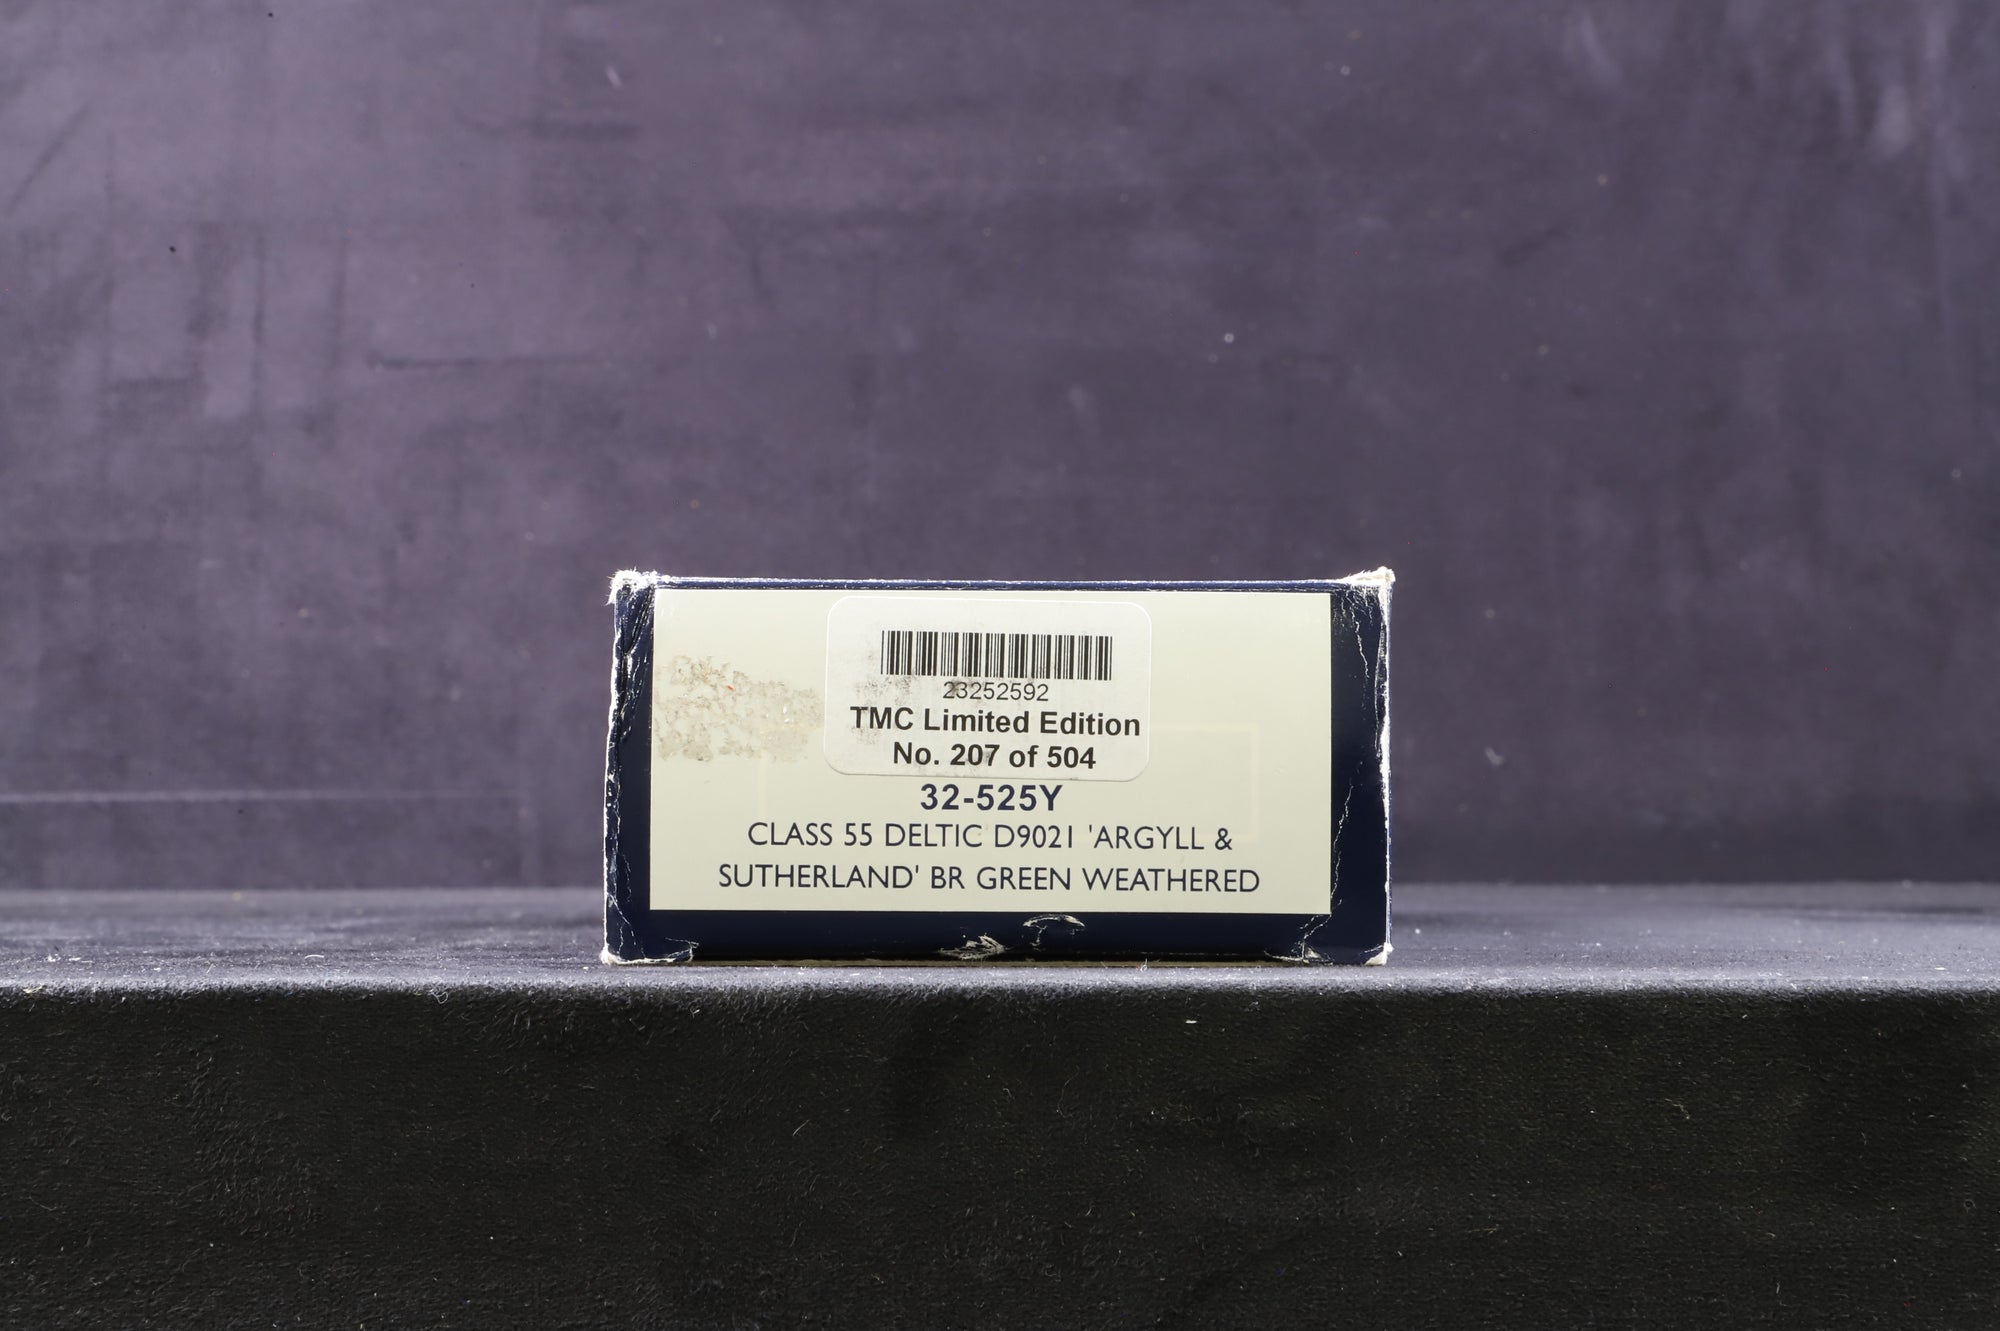 23252592
TMC Limited Edition
No. 207 of 504
32-525Y
CLASS 55 DELTIC D9021 'ARGYLL &
SUTHERLAND' BR GREEN WEATHERED